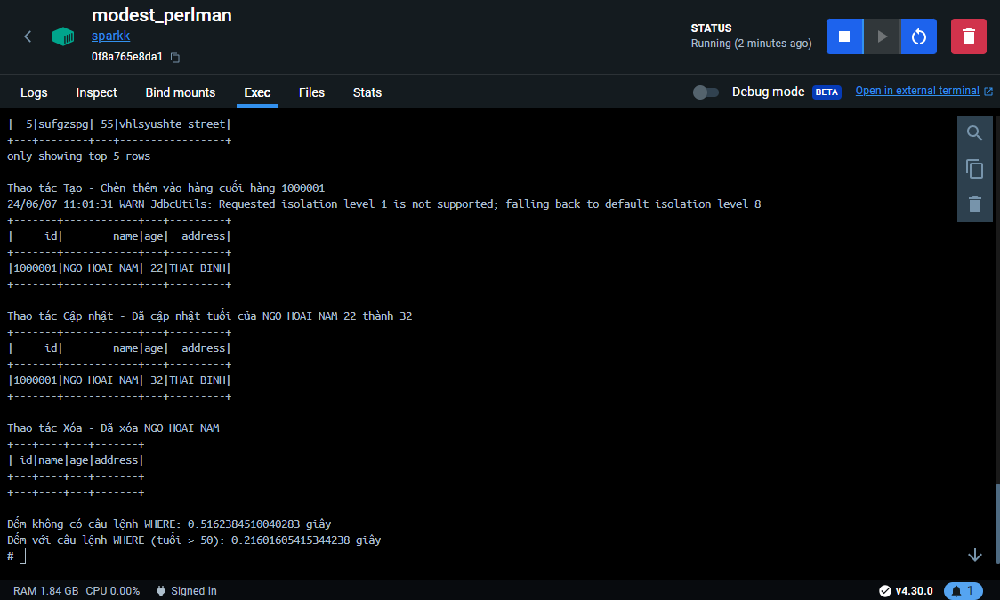 modest_perlman
sparkk
0f8a765e8da1
STATUS
Running (2 minutes ago)
Logs Inspect Bind mounts Exec Files Stats
Debug mode BETA Open in external terminal
|  5|sufgzspg| 55|vhlsyushte street|
+---+--------+---+-----------------+
only showing top 5 rows
Thao tác Tạo - Chèn thêm vào hàng cuối hàng 1000001
24/06/07 11:01:31 WARN JdbcUtils: Requested isolation level 1 is not supported; falling back to default isolation level 8
+-------+------------+---+---------+
|     id|        name|age|  address|
+-------+------------+---+---------+
|1000001|NGO HOAI NAM| 22|THAI BINH|
+-------+------------+---+---------+
Thao tác Cập nhật - Đã cập nhật tuổi của NGO HOAI NAM 22 thành 32
+-------+------------+---+---------+
|     id|        name|age|  address|
+-------+------------+---+---------+
|1000001|NGO HOAI NAM| 32|THAI BINH|
+-------+------------+---+---------+
Thao tác Xóa - Đã xóa NGO HOAI NAM
+---+----+---+-------+
| id|name|age|address|
+---+----+---+-------+
+---+----+---+-------+
Đếm không có câu lệnh WHERE: 0.5162384510040283 giây
Đếm với câu lệnh WHERE (tuổi > 50): 0.21601605415344238 giây
#
RAM 1.84 GB CPU 0.00% Signed in v4.30.0 1